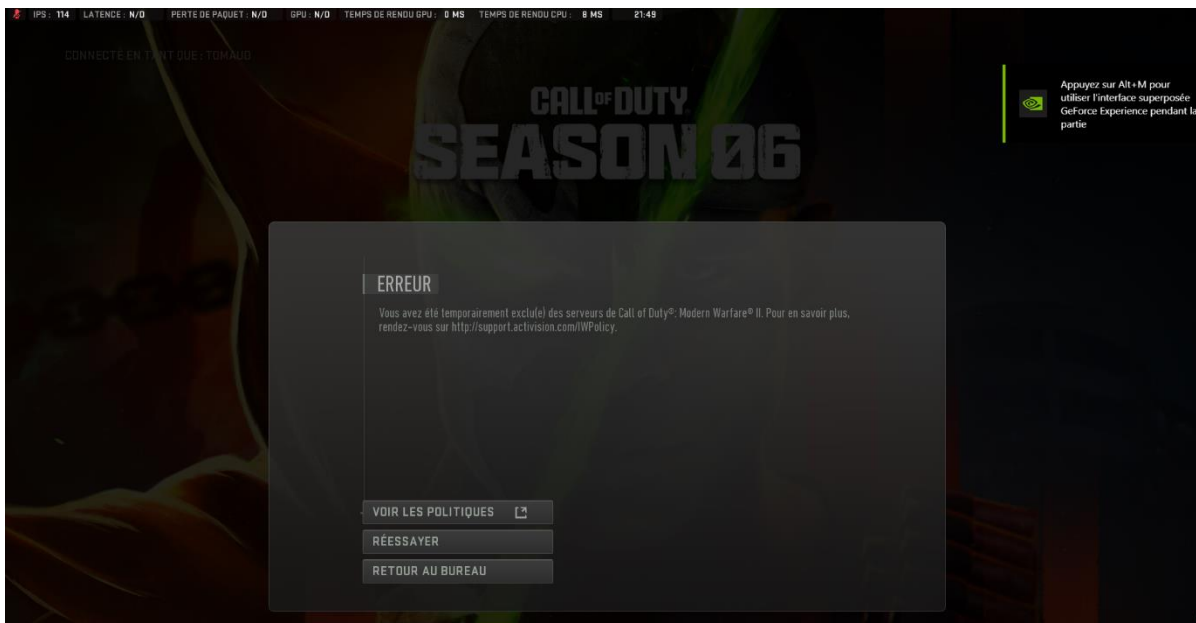 IPS : 114 LATENCE : N/D PERTE DE PAQUET : N/D GPU : N/D TEMPS DE RENDU GPU : 0 MS TEMPS DE RENDU CPU : 8 MS 21:49
CONNECTÉ EN TANT QUE : TOMAUD
Appuyez sur Alt+M pour
utiliser l'interface superposée
GeForce Experience pendant la
partie
CALL OF DUTY
SEASON 06
ERREUR
Vous avez été temporairement exclu(e) des serveurs de Call of Duty®: Modern Warfare® II. Pour en savoir plus,
rendez-vous sur http://support.activision.com/IWPolicy.
VOIR LES POLITIQUES
RÉESSAYER
RETOUR AU BUREAU